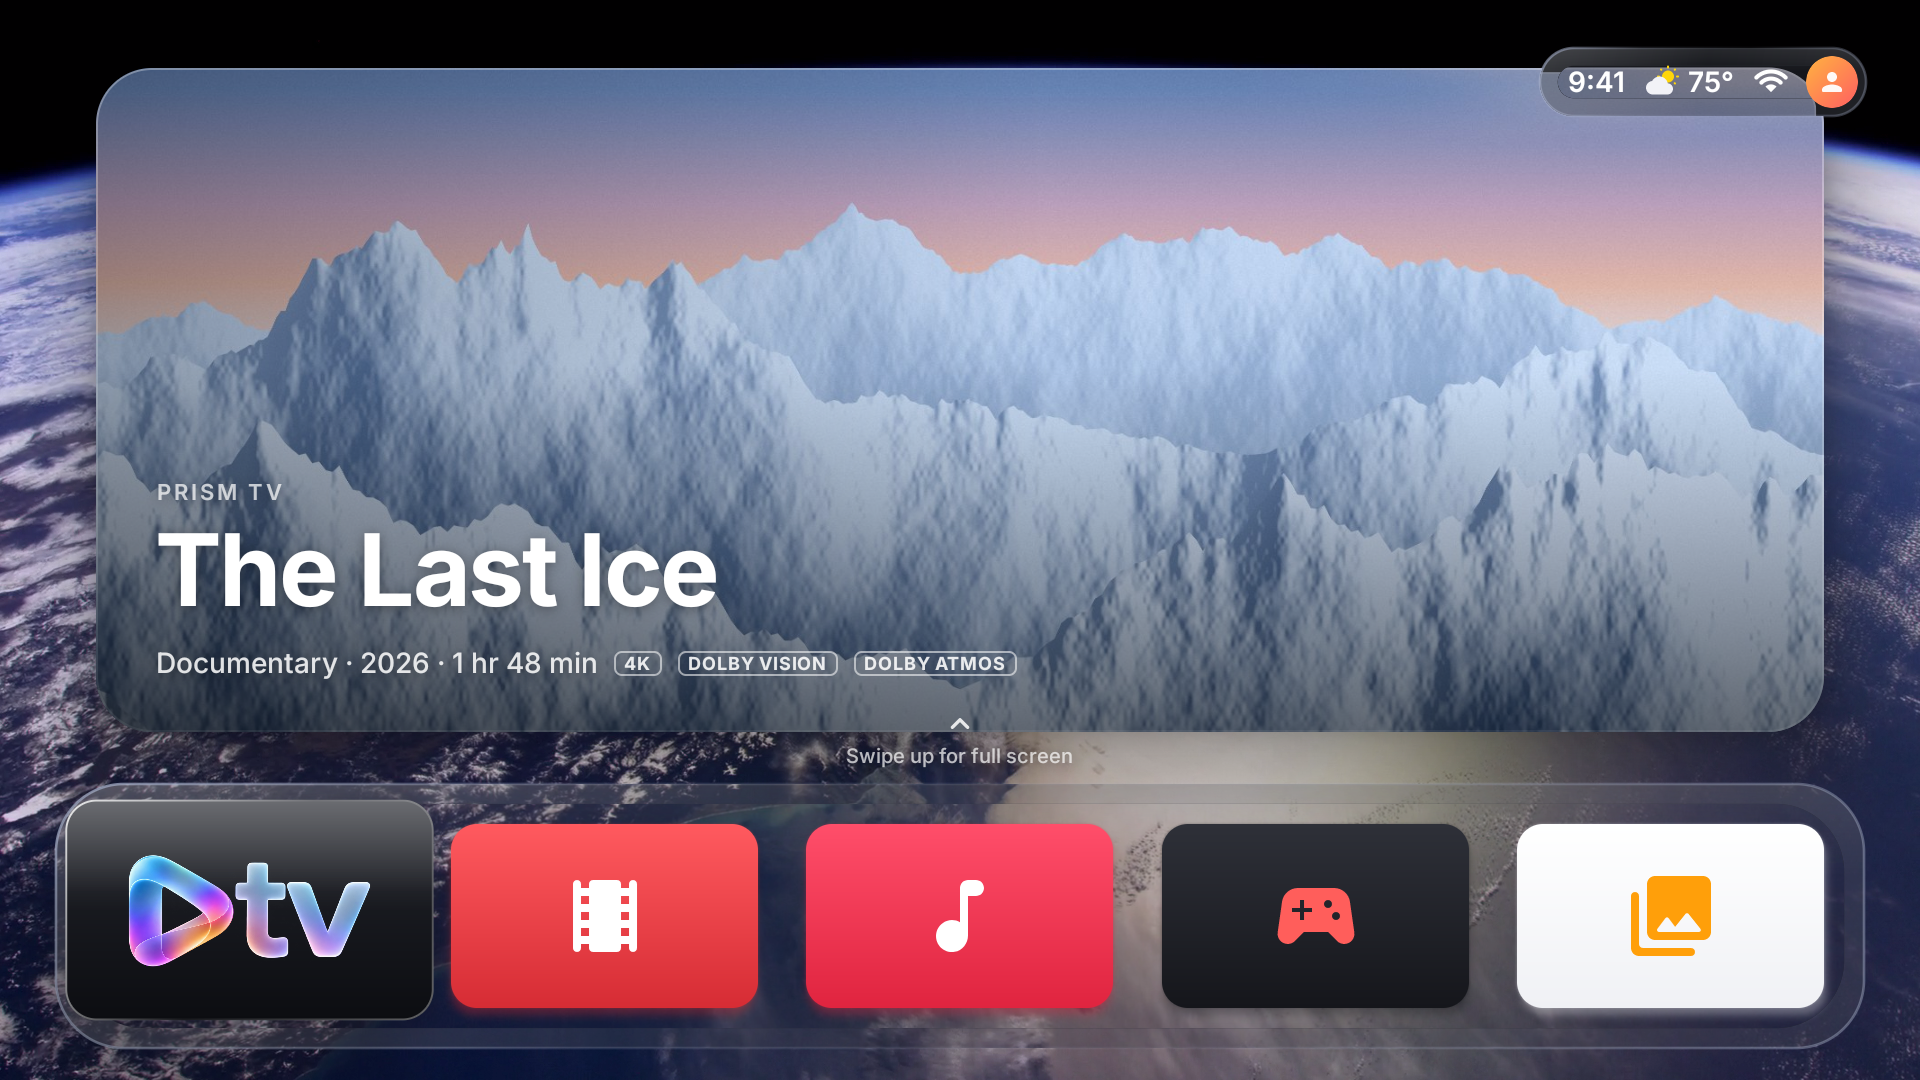 9:41 75°
PRISM TV
The Last Ice
Documentary · 2026 · 1 hr 48 min 4K DOLBY VISION DOLBY ATMOS
Swipe up for full screen
tv